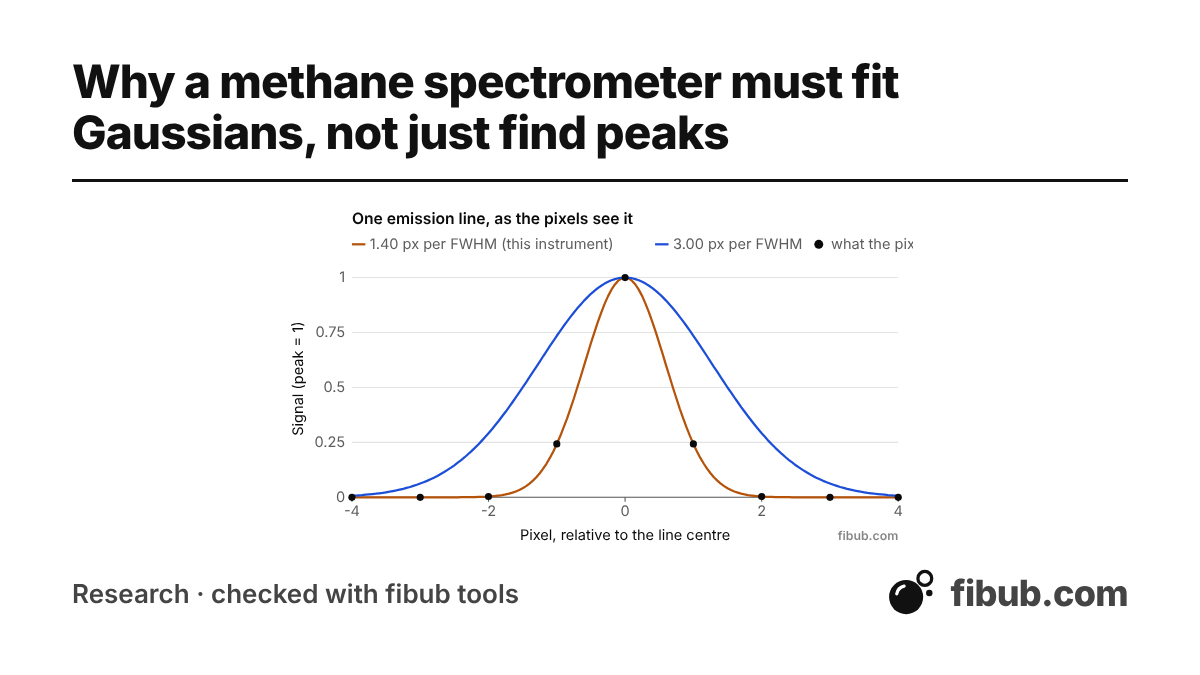 Why a methane spectrometer must fit
Gaussians, not just find peaks
One emission line, as the pixels see it
1.40 px per FWHM (this instrument) 3.00 px per FWHM what the pix
1
0.75
0.5
0.25
0
Signal (peak = 1)
-4 -2 0 2 4
Pixel, relative to the line centre
fibub.com
Research · checked with fibub tools
fibub.com